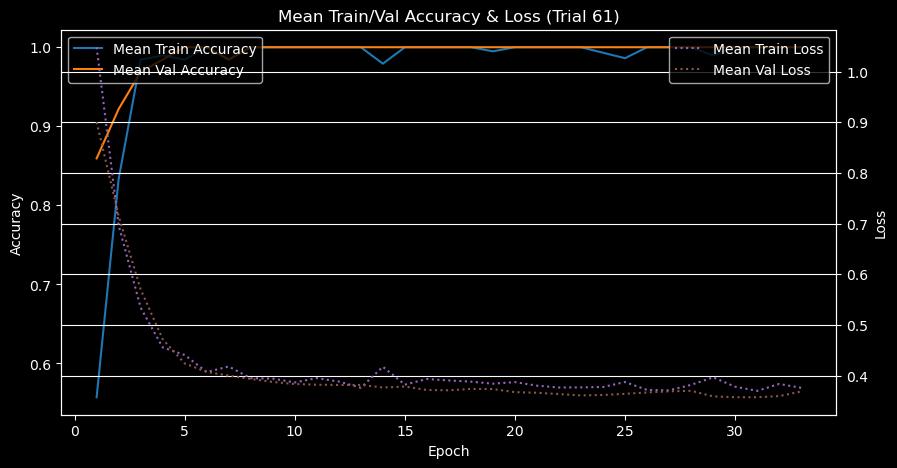 Mean Train/Val Accuracy & Loss (Trial 61)
Mean Train Accuracy
Mean Val Accuracy
Mean Train Loss
Mean Val Loss
1.0
0.9
0.8
0.7
0.6
Accuracy
1.0
0.9
0.8
0.7
0.6
0.5
0.4
Loss
0 5 10 15 20 25 30
Epoch